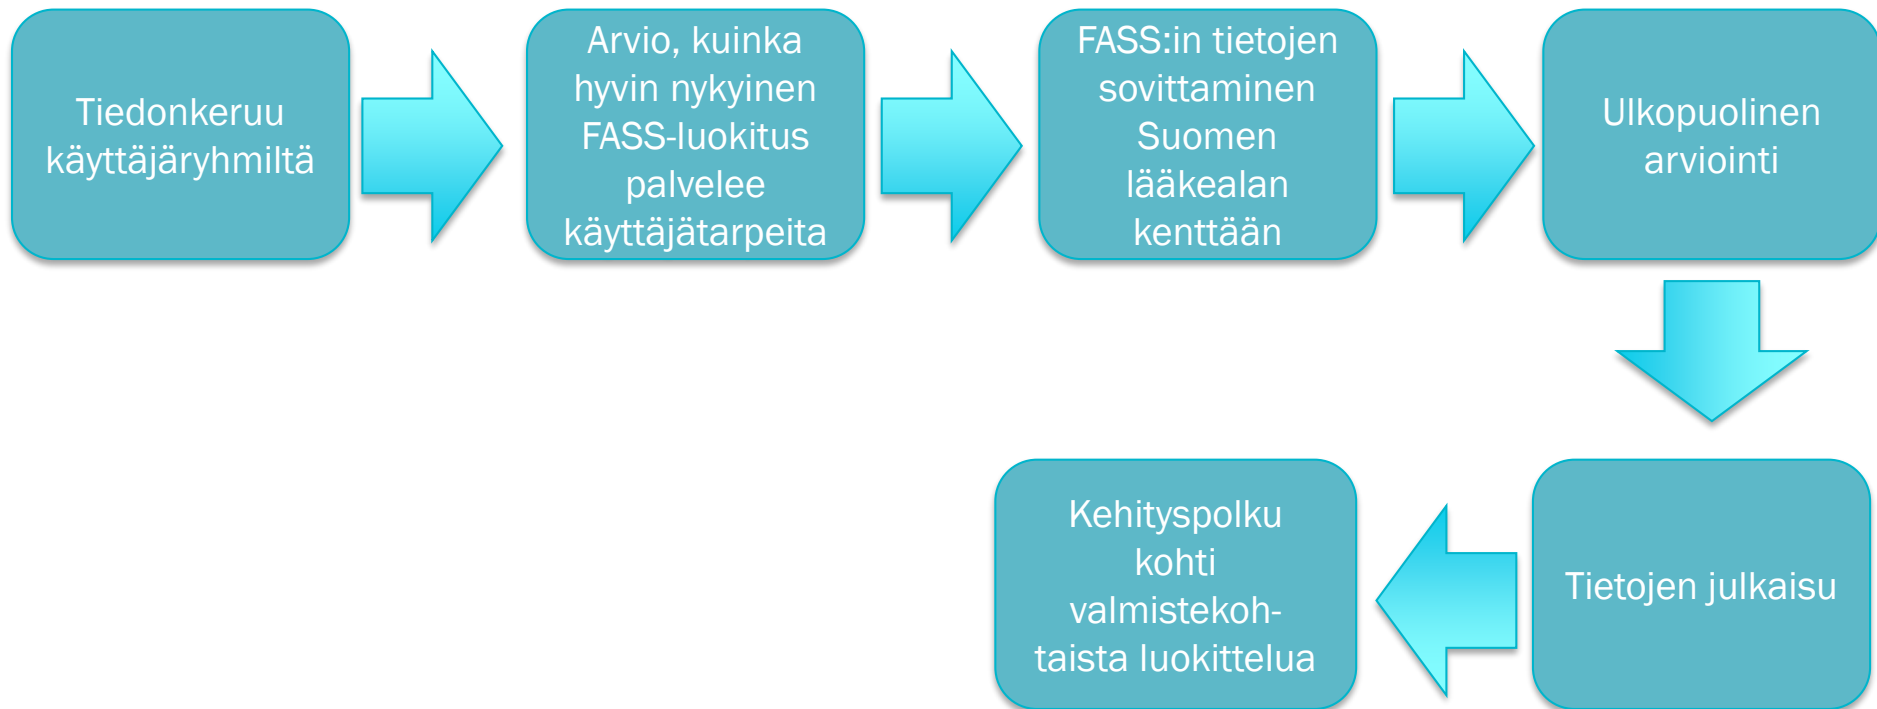 Tiedonkeruu
käyttäjäryhmiltä
Arvio, kuinka
hyvin nykyinen
FASS-luokitus
palvelee
käyttäjätarpeita
FASS:in tietojen
sovittaminen
Suomen
lääkealan
kenttään
Ulkopuolinen
arviointi
Tietojen julkaisu
Kehityspolku
kohti
valmistekoh-
taista luokittelua